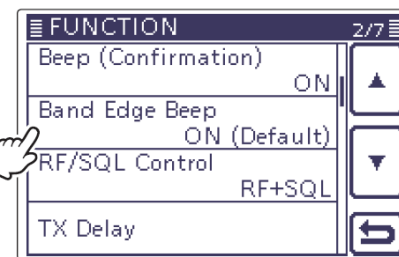 FUNCTION 2/7
Beep (Confirmation)
ON
Band Edge Beep
ON (Default)
RF/SQL Control
RF+SQL
TX Delay